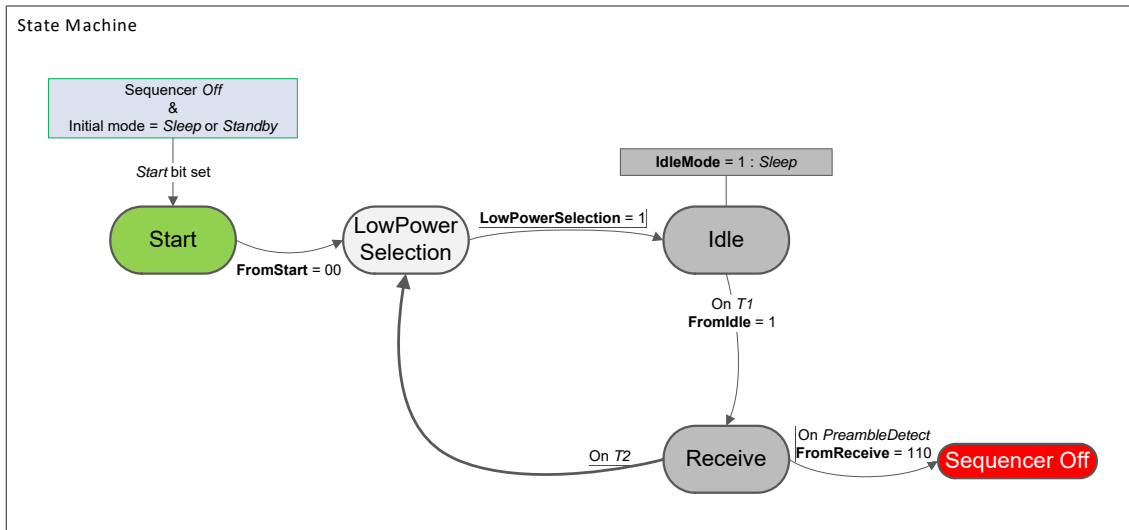 State Machine
Sequencer Off
&
Initial mode = Sleep or Standby
Start bit set
IdleMode = 1 : Sleep
Start
FromStart = 00
LowPower
Selection
LowPowerSelection = 1
Idle
On T1
FromIdle = 1
On T2
Receive
On PreambleDetect
FromReceive = 110
Sequencer Off